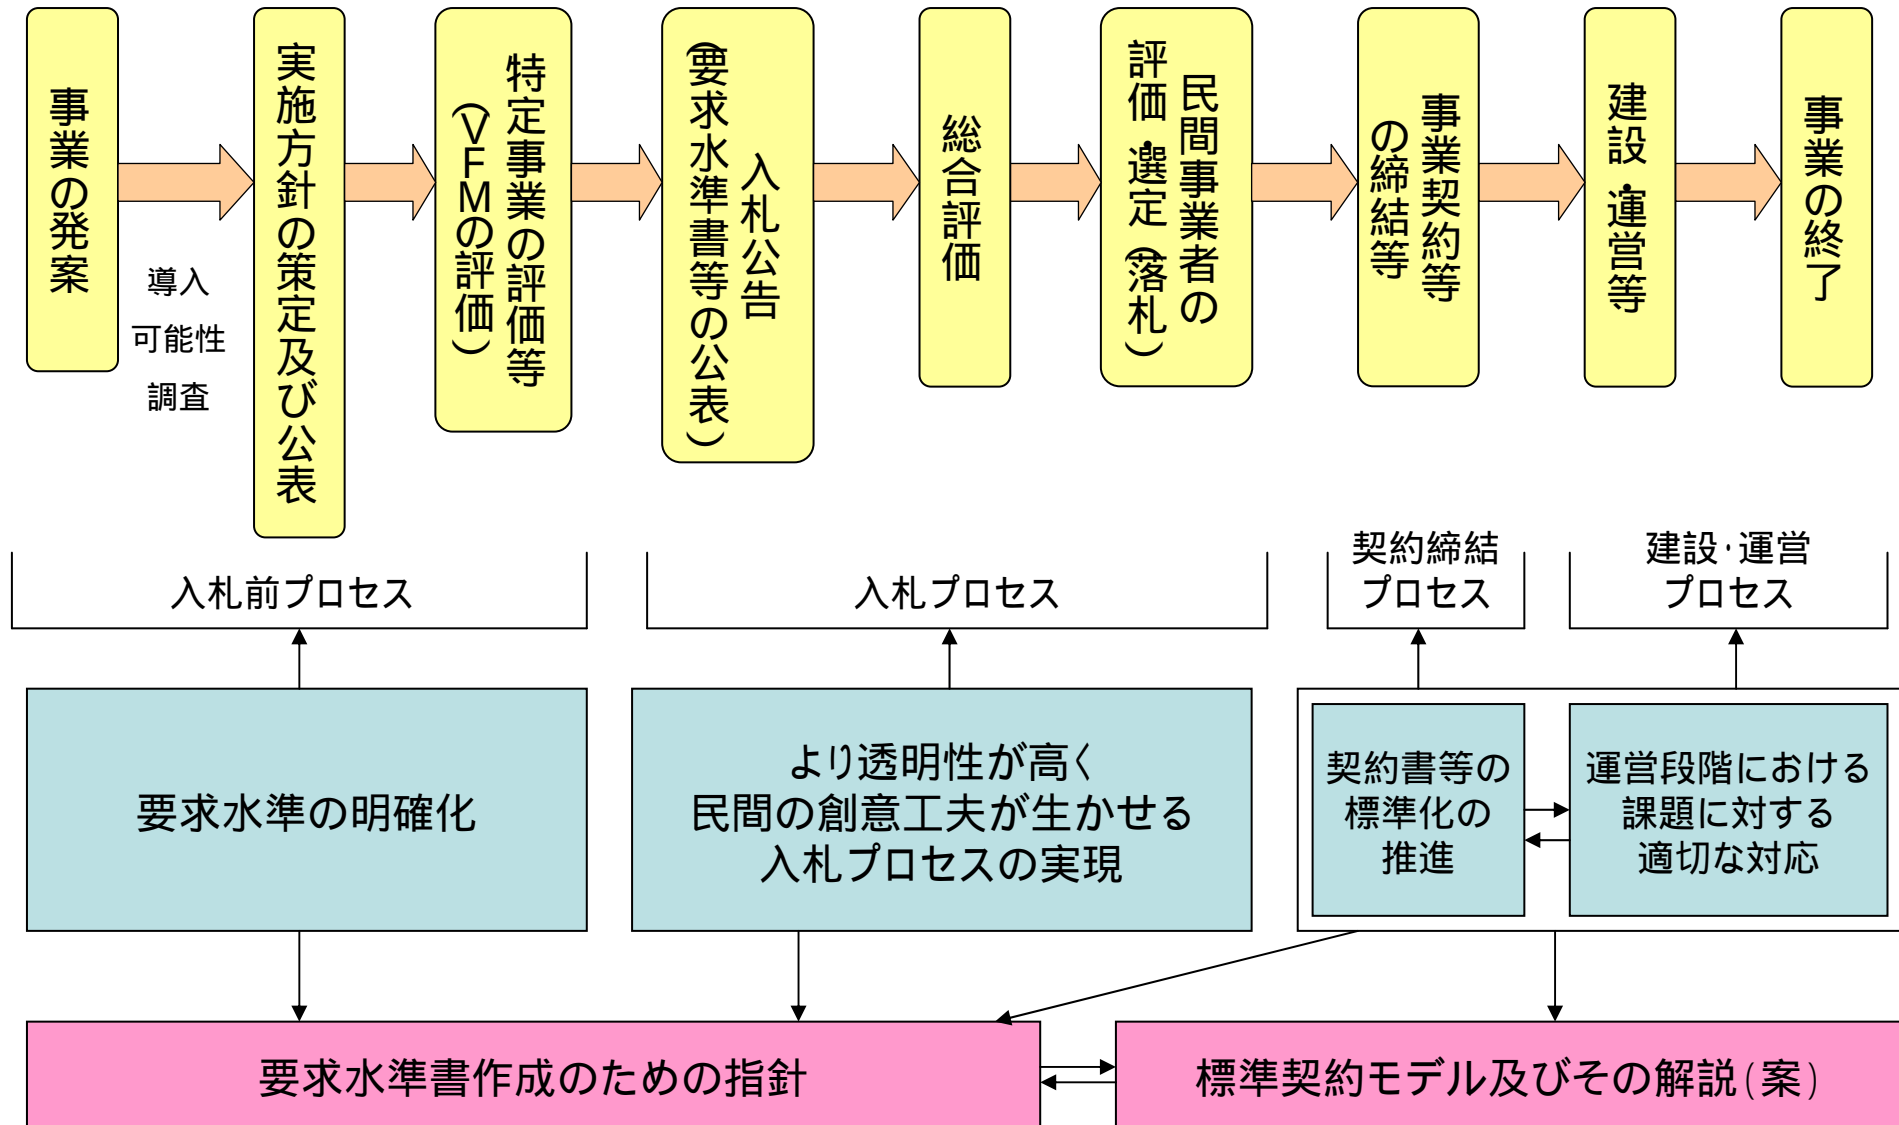 事業の発案
導入
可能性
調査
実施方針の策定及び公表
特定事業の評価等
(VFMの評価)
入札公告
(要求水準書等の公表)
総合評価
民間事業者の
評価・選定(落札)
事業契約等
の締結等
建設・運営等
事業の終了
入札前プロセス
入札プロセス
契約締結
プロセス
建設・運営
プロセス
要求水準の明確化
より透明性が高く
民間の創意工夫が生かせる
入札プロセスの実現
契約書等の
標準化の
推進
運営段階における
課題に対する
適切な対応
要求水準書作成のための指針
標準契約モデル及びその解説(案)